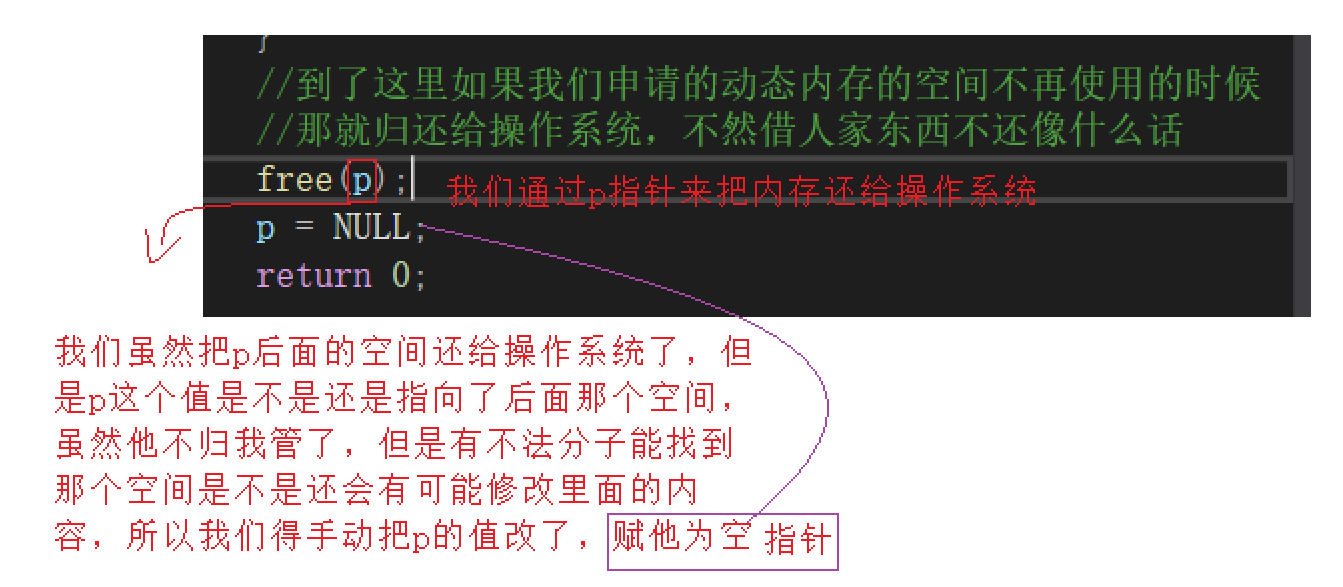 }
//到了这里如果我们申请的动态内存的空间不再使用的时候
//那就归还给操作系统，不然借人家东西不还像什么话
free(p); 我们通过p指针来把内存还给操作系统
p = NULL;
return 0;
我们虽然把p后面的空间还给操作系统了，但
是p这个值是不是还是指向了后面那个空间，
虽然他不归我管了，但是有不法分子能找到
那个空间是不是还会有可能修改里面的内
容，所以我们得手动把p的值改了，赋他为空 指针